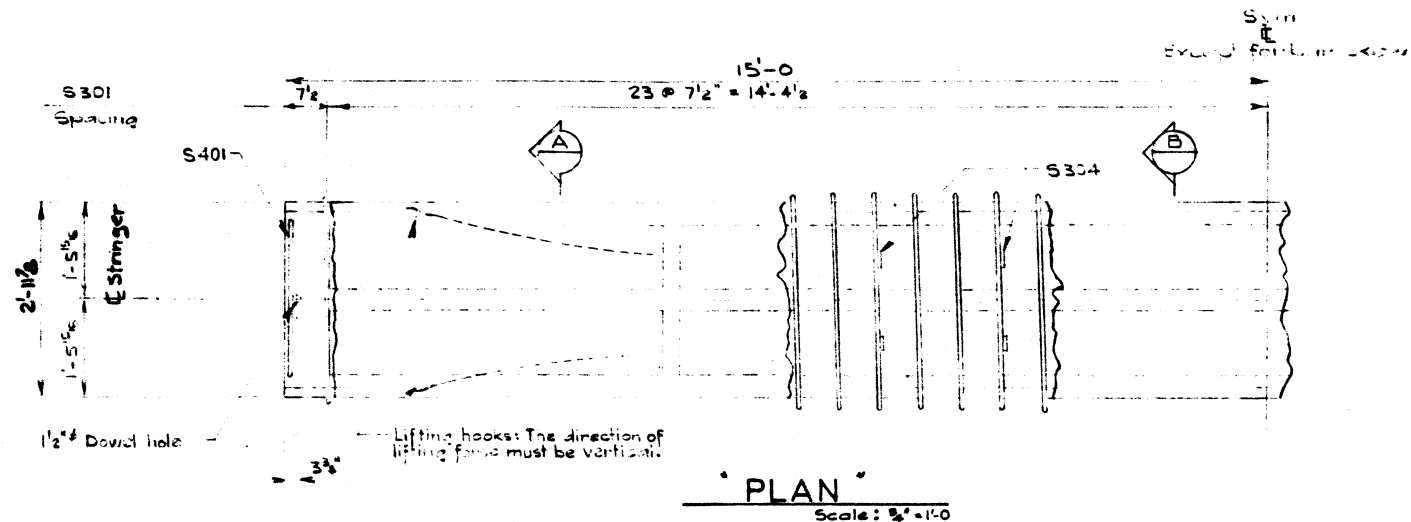 Sym
℄
Except for
15'-0
S301
Spacing
7½
23 @ 7½" = 14'-4½
A
B
S401
S304
2'-11⅞
1'-5 15/16
1'-5 15/16
℄ Stringer
1½"⌀ Dowel hole
Lifting hooks: The direction of
lifting force must be vertical.
3¾"
"PLAN"
Scale: ¾"=1'-0